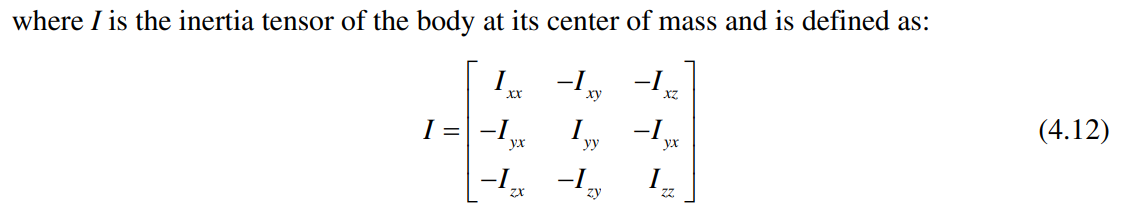 where I is the inertia tensor of the body at its center of mass and is defined as:
I = [ I_xx −I_xy −I_xz
−I_yx I_yy −I_yx
−I_zx −I_zy I_zz ] (4.12)